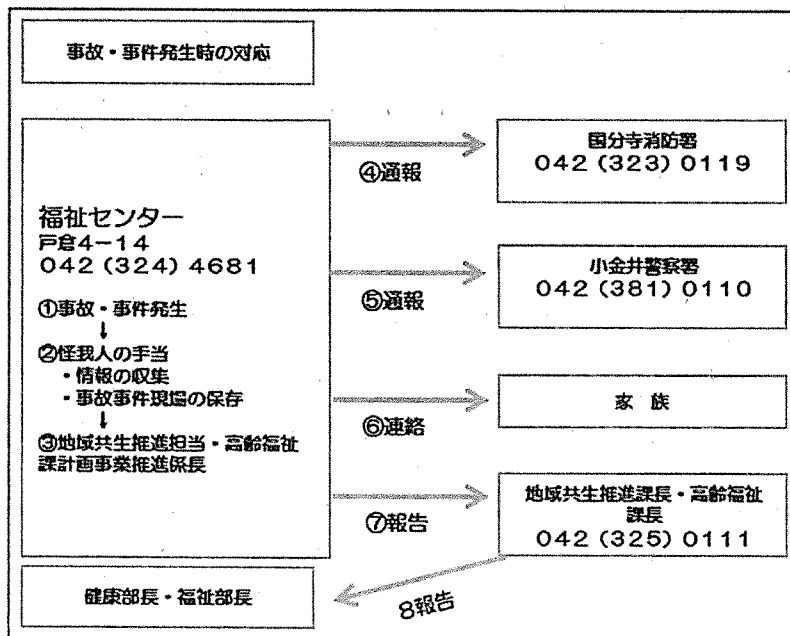 事故・事件発生時の対応
福祉センター
戸倉4-14
042(324)4681
①事故・事件発生
↓
②怪我人の手当
・情報の収集
・事故事件現場の保存
↓
③地域共生推進担当・高齢福祉
課計画事業推進係長
④通報
国分寺消防署
042(323)0119
⑤通報
小金井警察署
042(381)0110
⑥連絡
家 族
⑦報告
地域共生推進課長・高齢福祉
課長
042(325)0111
8報告
健康部長・福祉部長